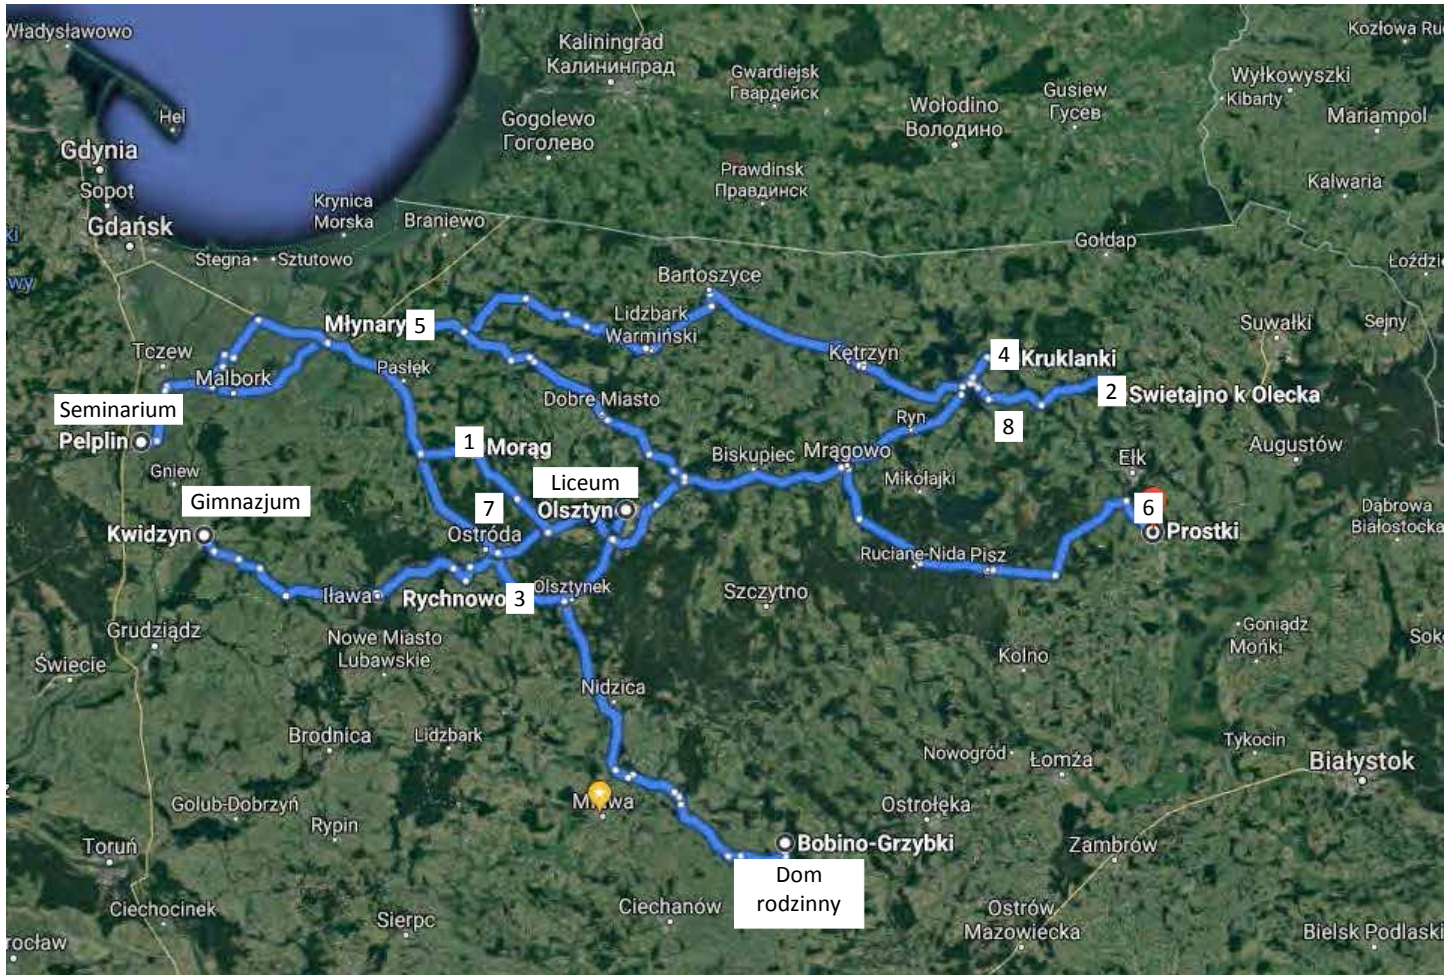 Władysławowo
Kaliningrad
Калининград
Gwardiejsk
Гвардейск
Wołodino
Володино
Gusiew
Гусев
Wyłkowyszki
Kibarty
Mariampol
Hel
Gogolewo
Гоголево
Gdynia
Sopot
Gdańsk
Prawdinsk
Правдинск
Kalwaria
Krynica
Morska
Braniewo
Stegna
Sztutowo
Gołdap
Bartoszyce
Młynary 5
Lidzbark
Warmiński
Suwałki
Sejny
Tczew
Malbork
Pasłęk
Kętrzyn
4 Kruklanki
2 Swietajno k Olecka
Seminarium
Pelplin
Dobre Miasto
Ryn
8
1 Morąg
Biskupiec
Mrągowo
Mikołajki
Ełk
Augustów
Gniew
Gimnazjum
Liceum
Olsztyn
7
Ostróda
6
Prostki
Dąbrowa
Białostocka
Kwidzyn
Ruciane-Nida
Pisz
Iława
Rychnowo 3
Olsztynek
Szczytno
Grudziądz
Nowe Miasto
Lubawskie
Goniądz
Mońki
Świecie
Kolno
Nidzica
Brodnica
Lidzbark
Nowogród
Łomża
Tykocin
Białystok
Golub-Dobrzyń
Rypin
Ostrołęka
Toruń
Bobino-Grzybki
Zambrów
Dom
rodzinny
Ciechocinek
Sierpc
Ciechanów
Ostrów
Mazowiecka
Bielsk Podlaski